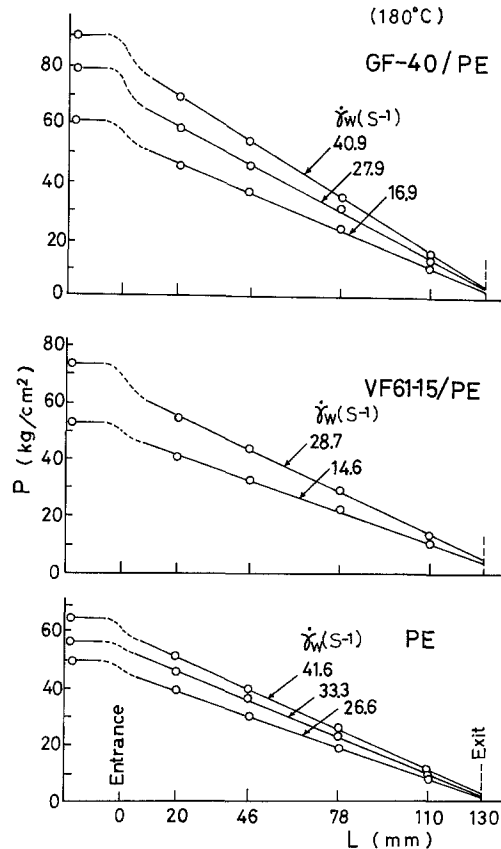 (180°C)
GF-40/PE
80
60
40
20
0
γ̇w(S⁻¹)
40.9
27.9
16.9
VF61-15/PE
80
60
40
20
0
γ̇w(S⁻¹)
28.7
14.6
P (kg/cm²)
PE
60
40
20
0
γ̇w(S⁻¹)
41.6
33.3
26.6
Entrance
Exit
0 20 46 78 110 130
L (mm)